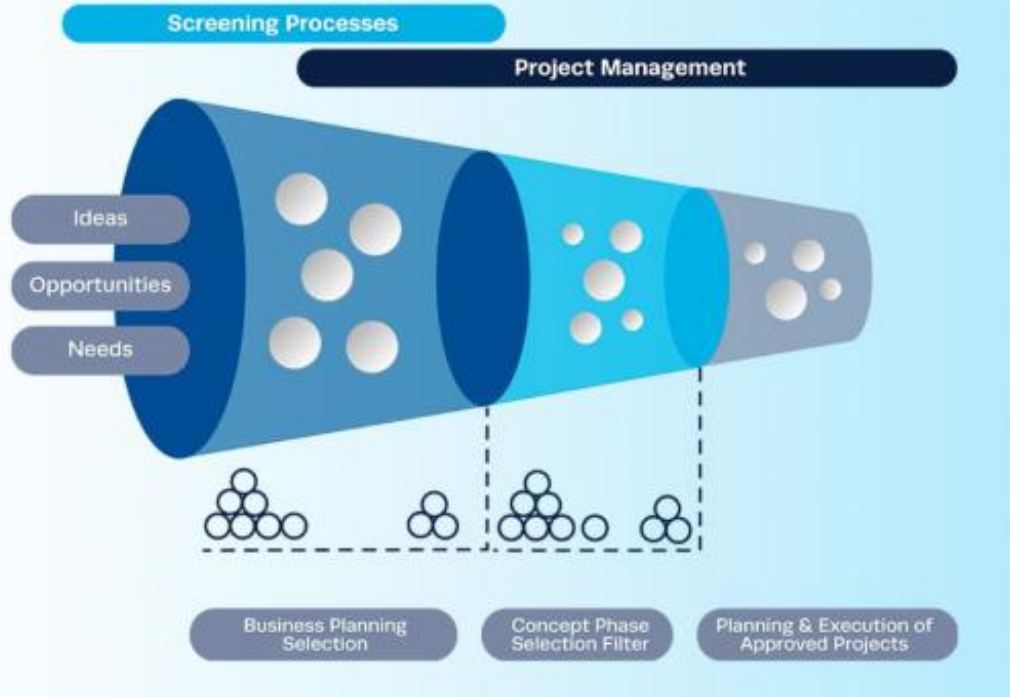 Screening Processes
Project Management
Ideas
Opportunities
Needs
Business Planning
Selection
Concept Phase
Selection Filter
Planning & Execution of
Approved Projects